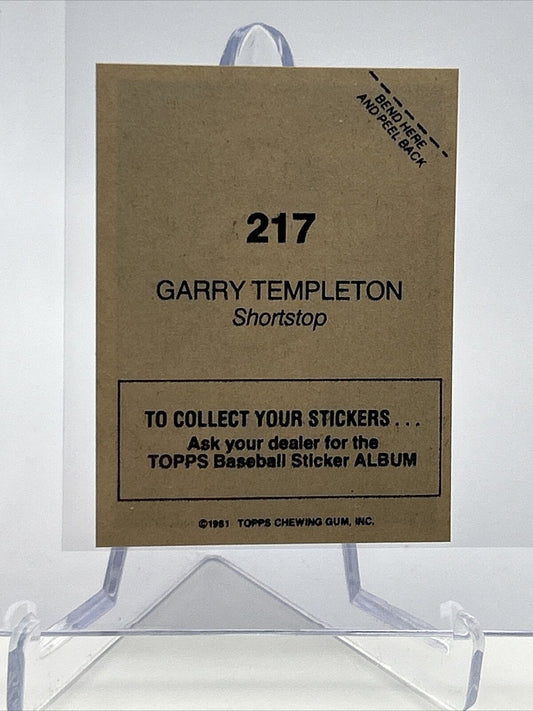 BEND HERE
AND PEEL BACK
217
GARRY TEMPLETON
Shortstop
TO COLLECT YOUR STICKERS...
Ask your dealer for the
TOPPS Baseball Sticker ALBUM
©1981 TOPPS CHEWING GUM, INC.